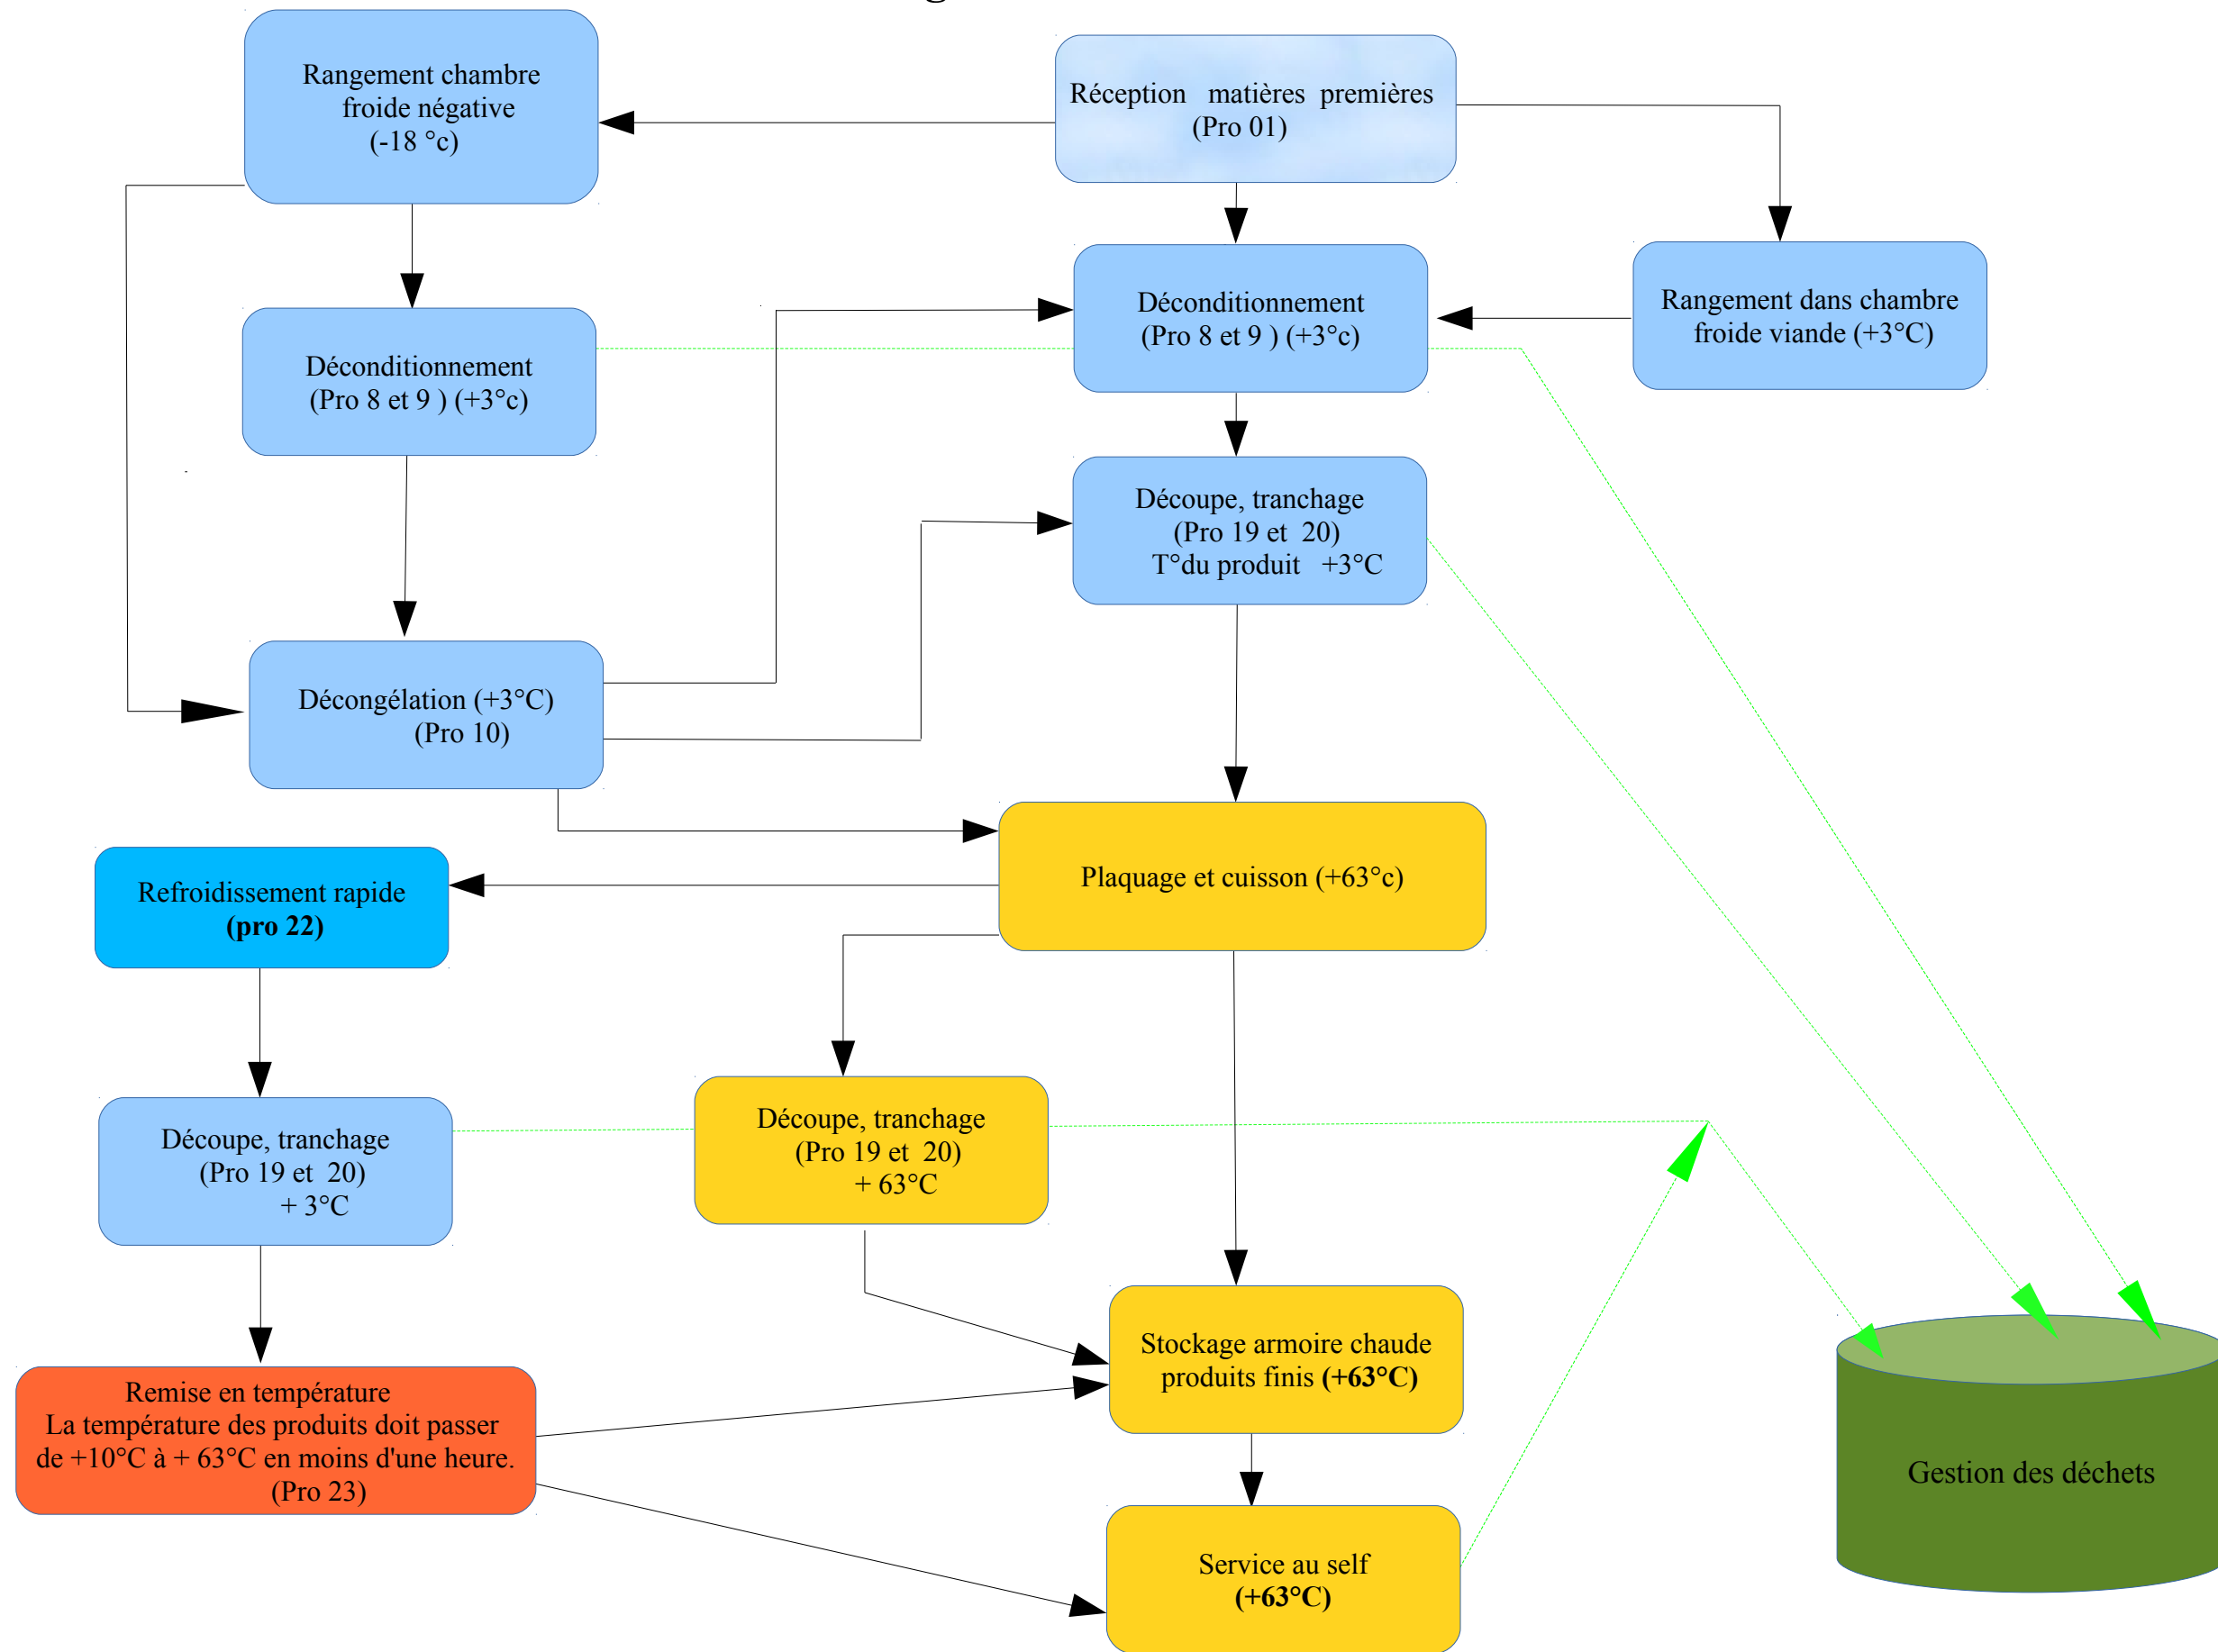 Rangement chambre
froide négative
(-18 °c)
Réception matières premières
(Pro 01)
Déconditionnement
(Pro 8 et 9 ) (+3°c)
Rangement dans chambre
froide viande (+3°C)
Déconditionnement
(Pro 8 et 9 ) (+3°c)
Découpe, tranchage
(Pro 19 et 20)
T°du produit +3°C
Décongélation (+3°C)
(Pro 10)
Plaquage et cuisson (+63°c)
Refroidissement rapide
(pro 22)
Découpe, tranchage
(Pro 19 et 20)
+ 3°C
Découpe, tranchage
(Pro 19 et 20)
+ 63°C
Stockage armoire chaude
produits finis (+63°C)
Remise en température
La température des produits doit passer
de +10°C à + 63°C en moins d'une heure.
(Pro 23)
Gestion des déchets
Service au self
(+63°C)